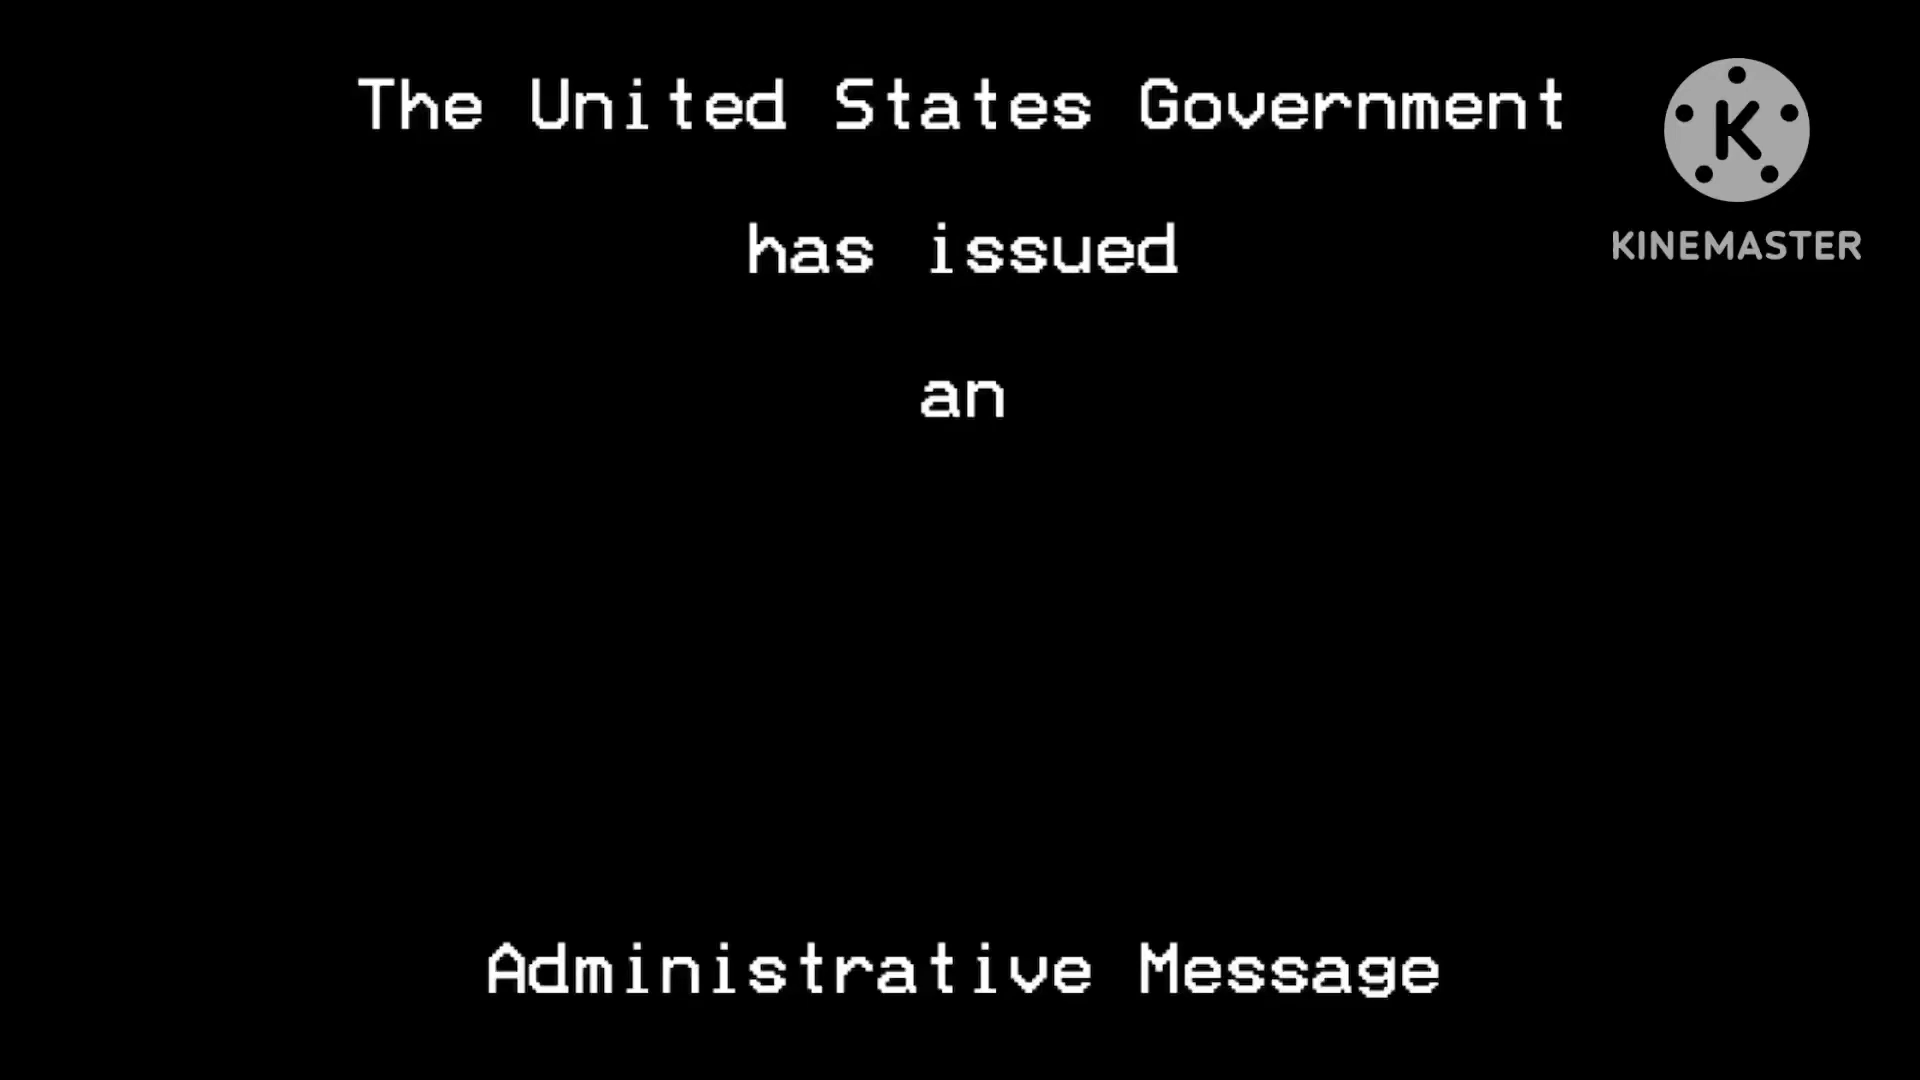 The United States Government
has issued
an
Administrative Message
K
KINEMASTER